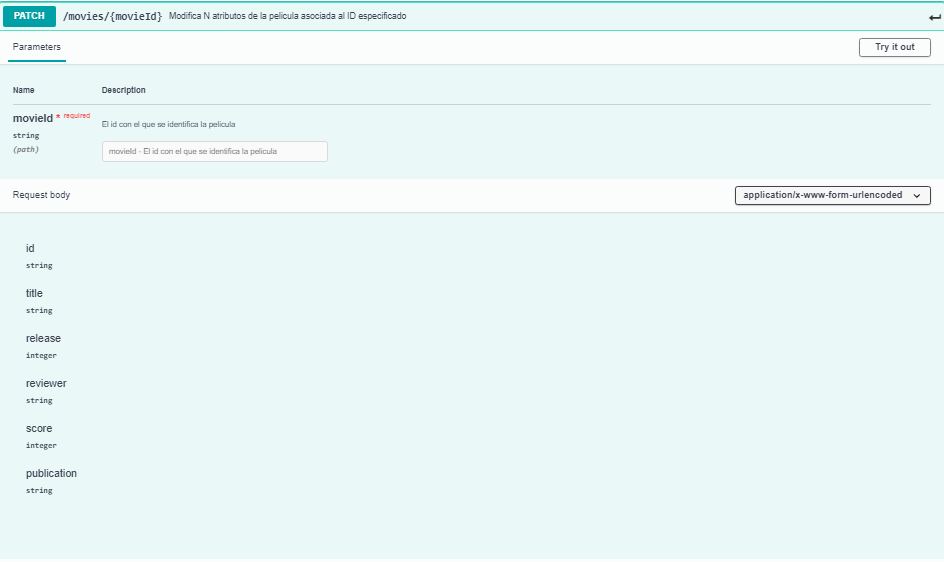 PATCH /movies/{movieId} Modifica N atributos de la pelicula asociada al ID especificado
Parameters Try it out
Name Description
movieId * required El id con el que se identifica la pelicula
string
(path) movieId - El id con el que se identifica la pelicula
Request body application/x-www-form-urlencoded
id
string
title
string
release
integer
reviewer
string
score
integer
publication
string